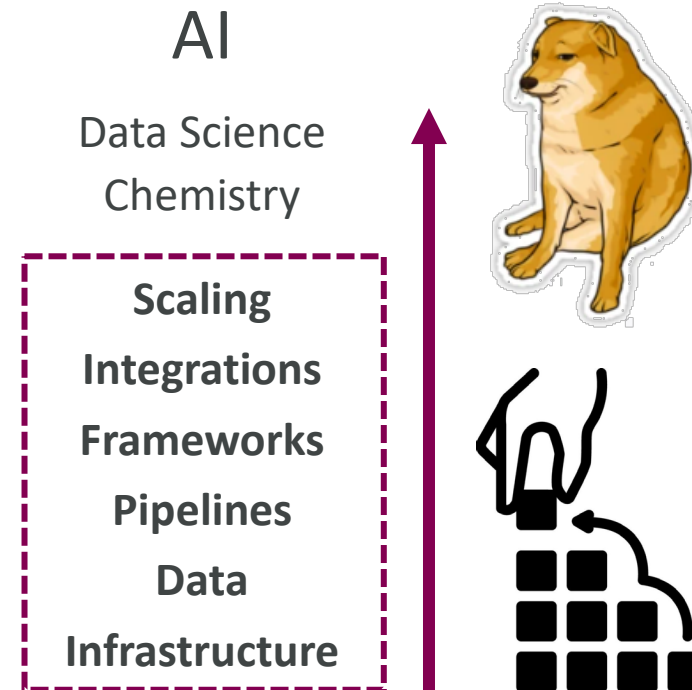 AI
Data Science
Chemistry
Scaling
Integrations
Frameworks
Pipelines
Data
Infrastructure